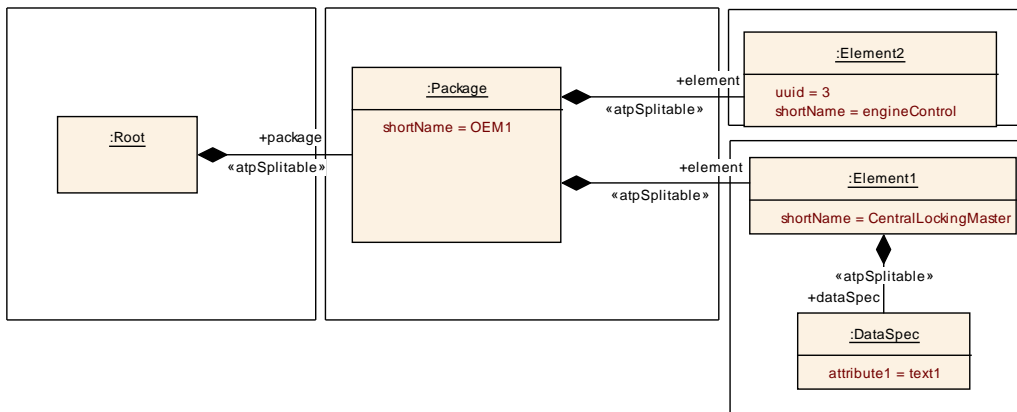 :Root
+package
«atpSplitable»
:Package
shortName = OEM1
+element
«atpSplitable»
:Element2
uuid = 3
shortName = engineControl
+element
«atpSplitable»
:Element1
shortName = CentralLockingMaster
«atpSplitable»
+dataSpec
:DataSpec
attribute1 = text1